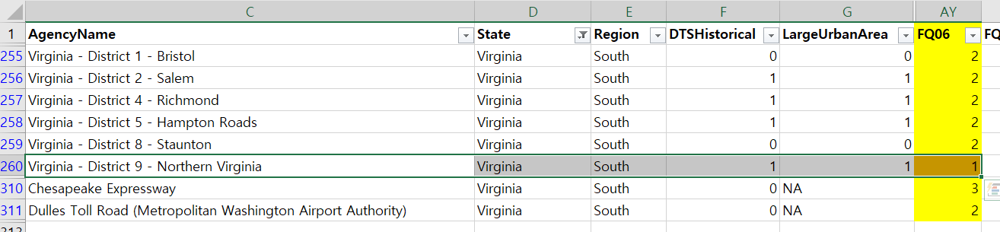 C D E F G AY
1 AgencyName State Region DTSHistorical LargeUrbanArea FQ06 FQ
255 Virginia - District 1 - Bristol Virginia South 0 0 2
256 Virginia - District 2 - Salem Virginia South 1 1 2
257 Virginia - District 4 - Richmond Virginia South 1 1 2
258 Virginia - District 5 - Hampton Roads Virginia South 1 1 2
259 Virginia - District 8 - Staunton Virginia South 0 0 2
260 Virginia - District 9 - Northern Virginia Virginia South 1 1 1
310 Chesapeake Expressway Virginia South 0 NA 3
311 Dulles Toll Road (Metropolitan Washington Airport Authority) Virginia South 0 NA 2